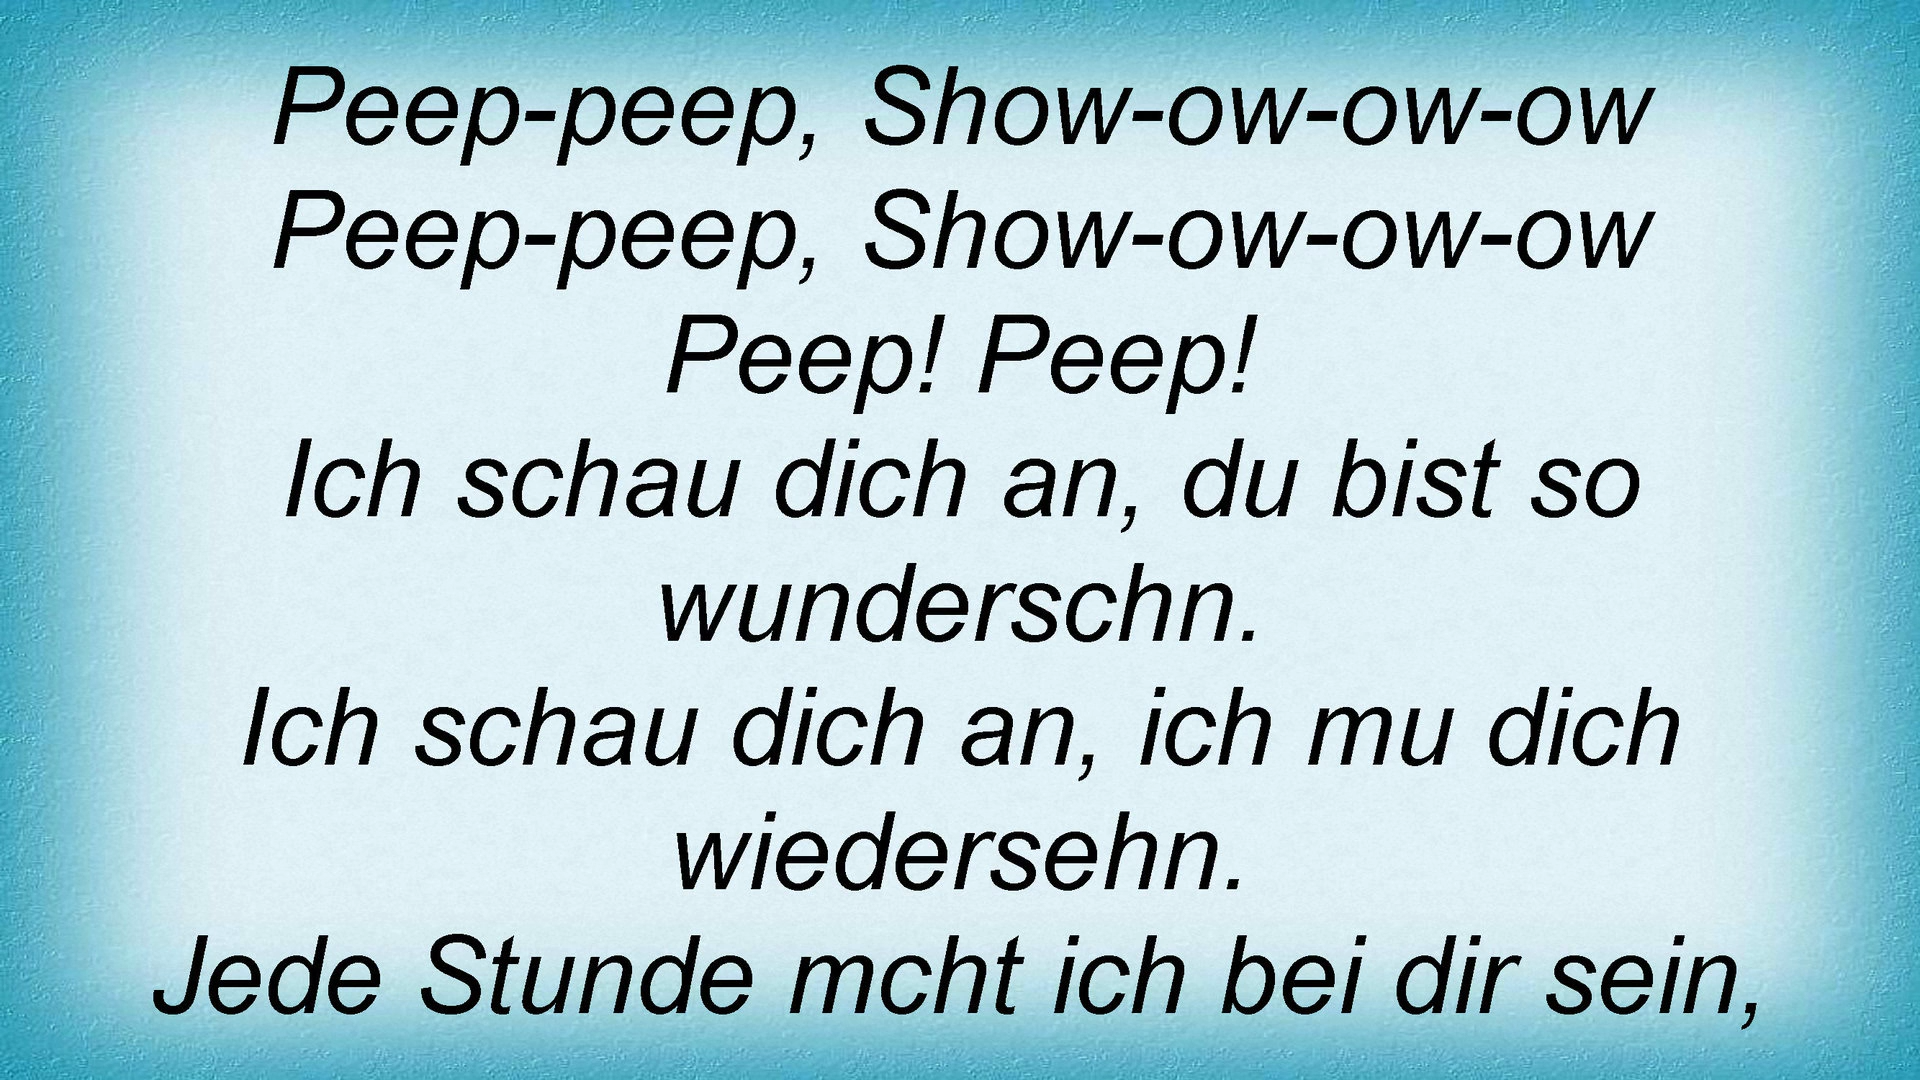 Peep-peep, Show-ow-ow-ow
Peep-peep, Show-ow-ow-ow
Peep! Peep!
Ich schau dich an, du bist so
wunderschn.
Ich schau dich an, ich mu dich
wiedersehn.
Jede Stunde mcht ich bei dir sein,